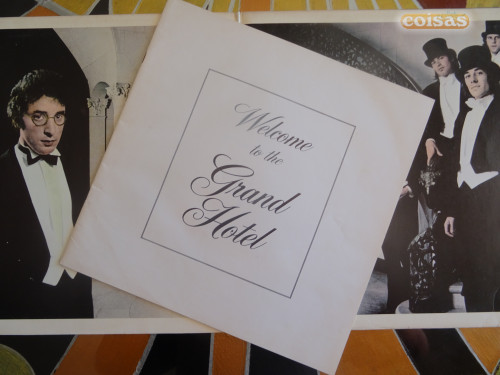 coisas
Welcome
to the
Grand
Hotel